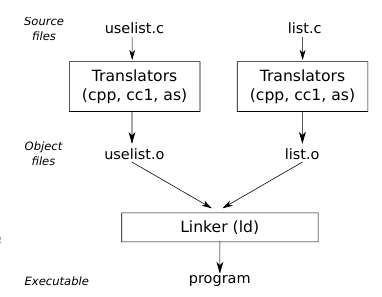 Source
files
uselist.c
list.c
Translators
(cpp, cc1, as)
Translators
(cpp, cc1, as)
Object
files
uselist.o
list.o
Linker (ld)
Executable
program